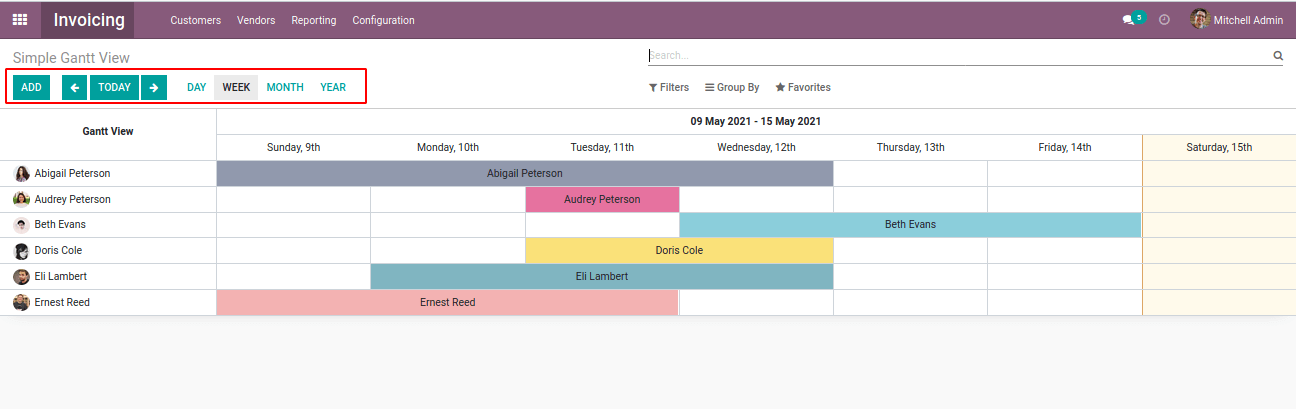 Invoicing Customers Vendors Reporting Configuration 5 Mitchell Admin
Simple Gantt View Search...
ADD TODAY DAY WEEK MONTH YEAR Filters Group By Favorites
Gantt View 09 May 2021 - 15 May 2021
Sunday, 9th Monday, 10th Tuesday, 11th Wednesday, 12th Thursday, 13th Friday, 14th Saturday, 15th
Abigail Peterson Abigail Peterson
Audrey Peterson Audrey Peterson
Beth Evans Beth Evans
Doris Cole Doris Cole
Eli Lambert Eli Lambert
Ernest Reed Ernest Reed